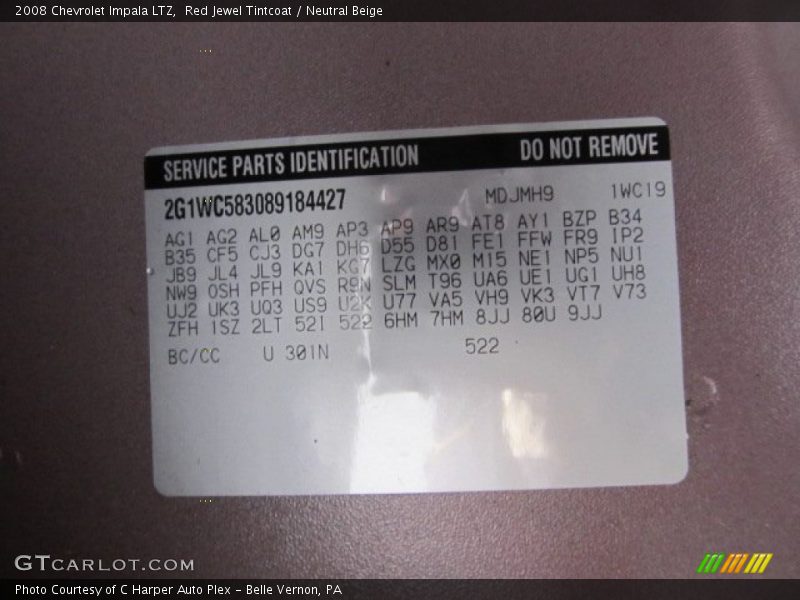 2008 Chevrolet Impala LTZ,  Red Jewel Tintcoat / Neutral Beige
SERVICE PARTS IDENTIFICATION DO NOT REMOVE
2G1WC583089184427 MDJMH9 1WC19
AG1 AG2 AL0 AM9 AP3 AP9 AR9 AT8 AY1 BZP B34
B35 CF5 CJ3 DG7 DH6 D55 D81 FE1 FFW FR9 IP2
JB9 JL4 JL9 KA1 KG7 LZG MX0 M15 NE1 NP5 NU1
NW9 OSH PFH QVS R9N SLM T96 UA6 UE1 UG1 UH8
UJ2 UK3 UQ3 US9 U2K U77 VA5 VH9 VK3 VT7 V73
ZFH 1SZ 2LT 52I 522 6HM 7HM 8JJ 80U 9JJ
BC/CC U 301N 522
GTCARLOT.COM
Photo Courtesy of C Harper Auto Plex - Belle Vernon, PA